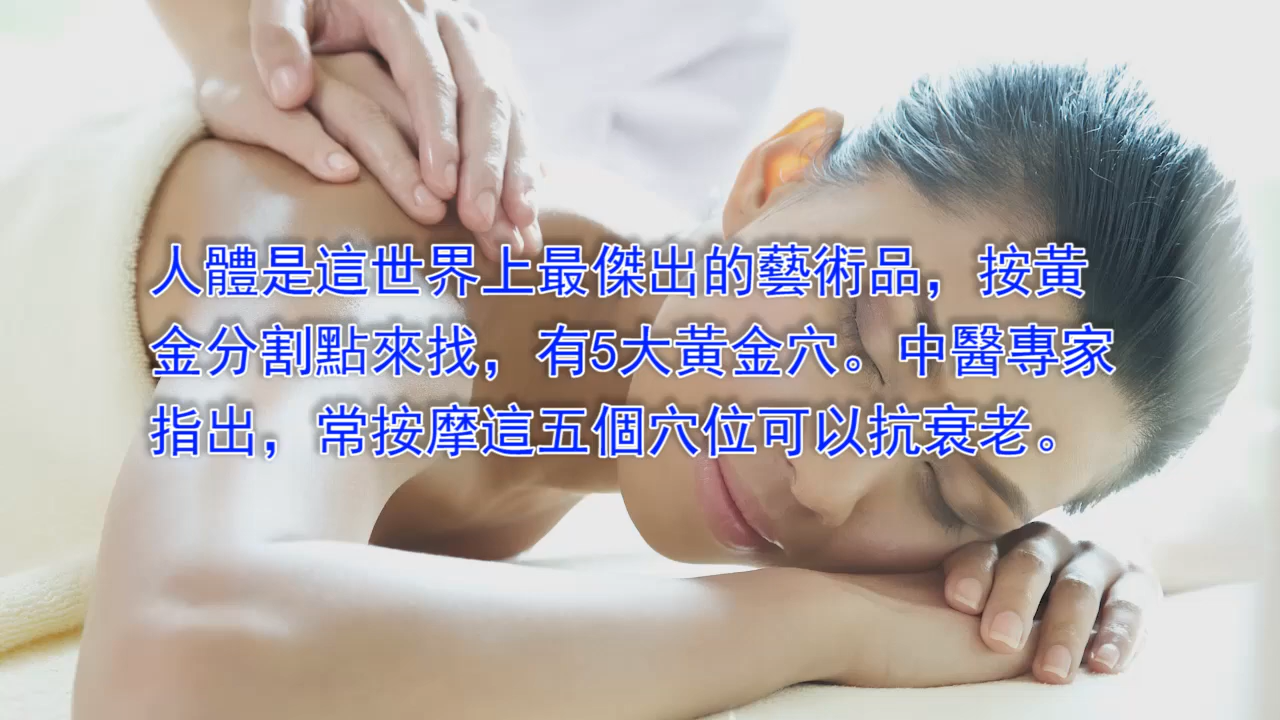 人體是這世界上最傑出的藝術品，按黃
金分割點來找，有5大黃金穴。中醫專家
指出，常按摩這五個穴位可以抗衰老。